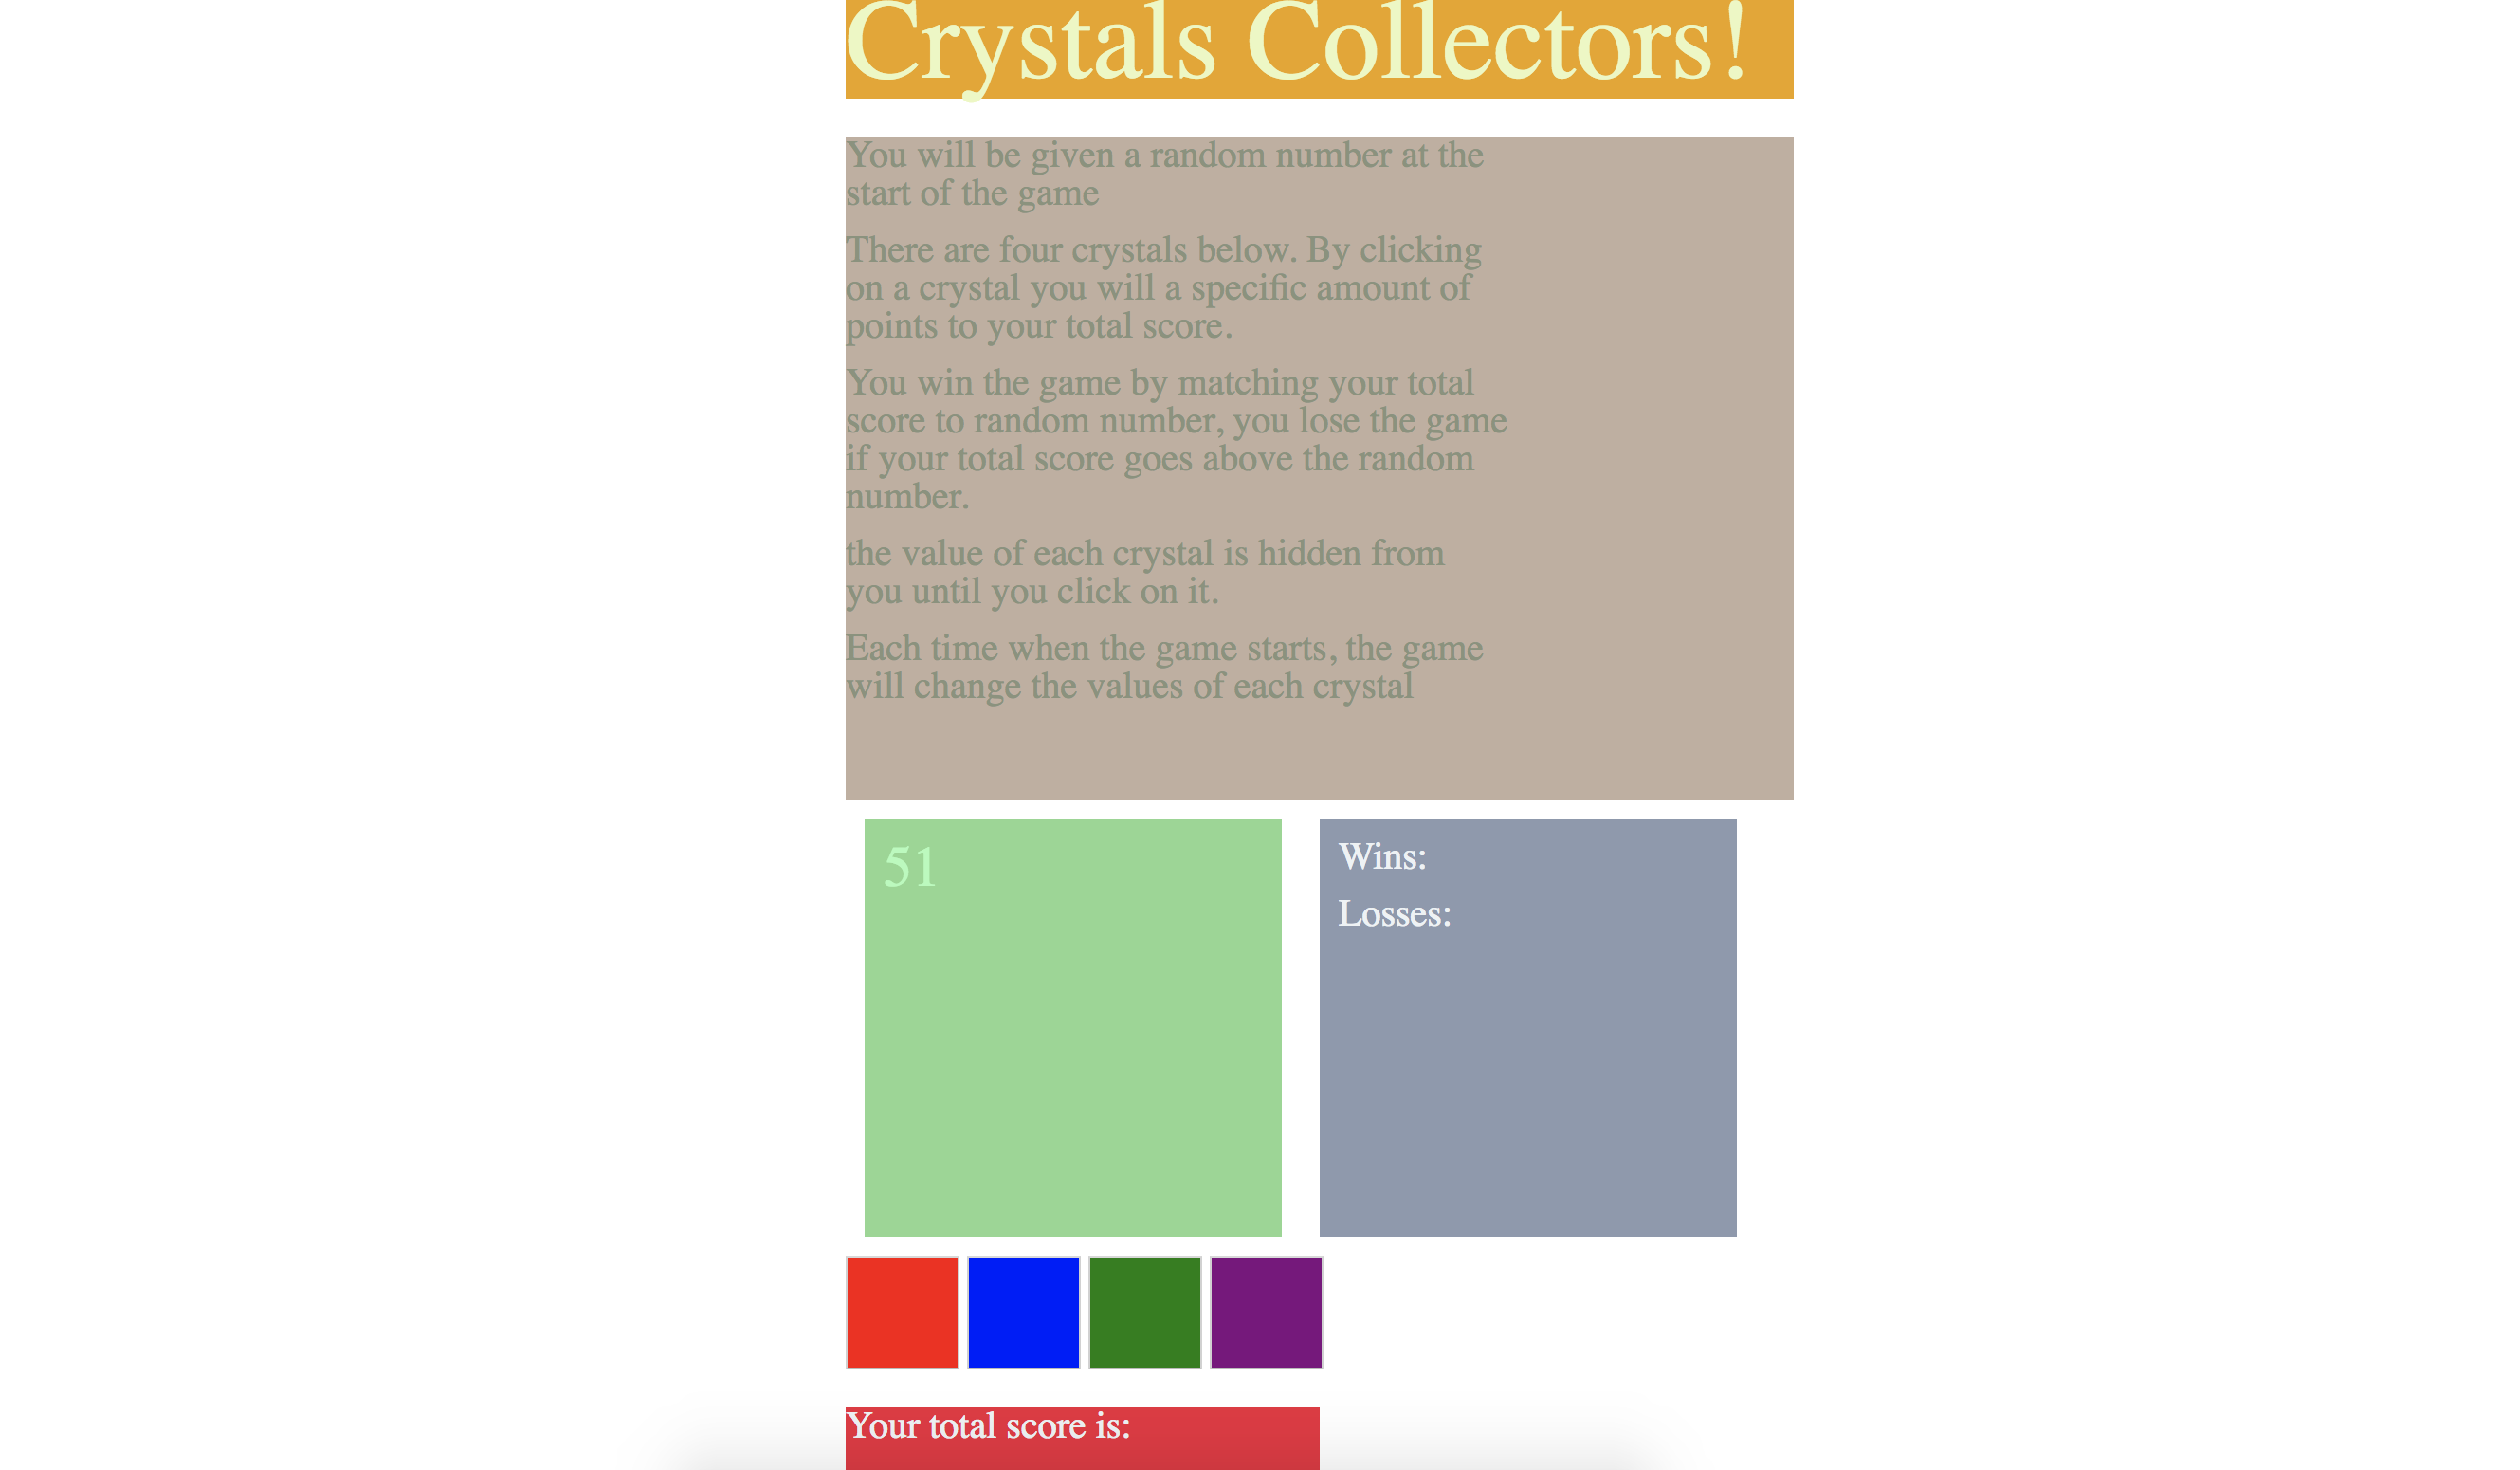 Crystals Collectors!
You will be given a random number at the
start of the game
There are four crystals below. By clicking
on a crystal you will a specific amount of
points to your total score.
You win the game by matching your total
score to random number, you lose the game
if your total score goes above the random
number.
the value of each crystal is hidden from
you until you click on it.
Each time when the game starts, the game
will change the values of each crystal
51
Wins:
Losses:
Your total score is: